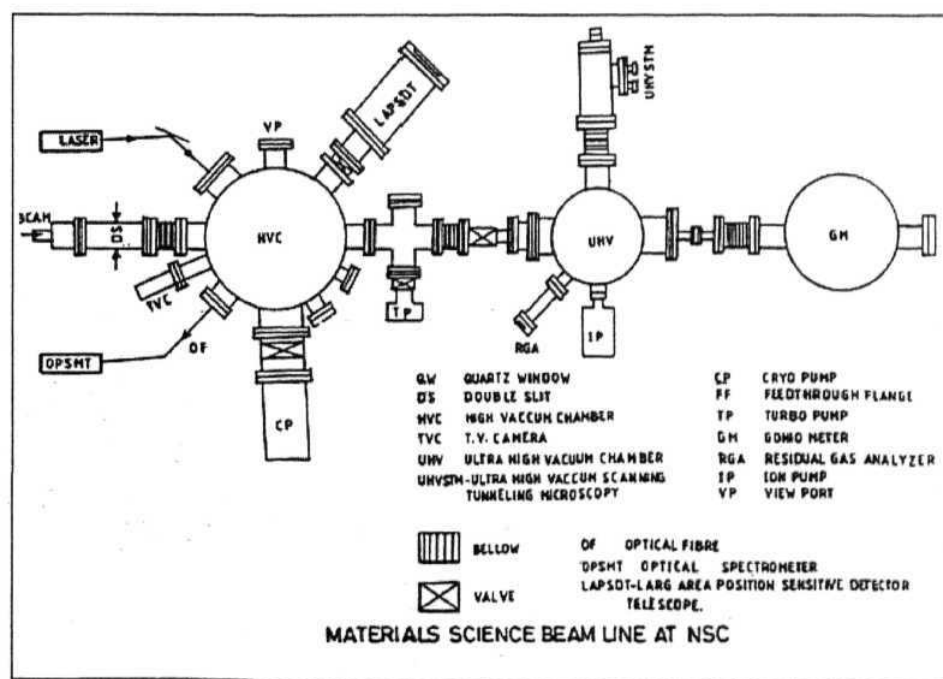 UHVSTM
LAPSDT
VP
LASER
BEAM
DS
HVC
UHV
GM
TVC
TP
OF
RGA
IP
OPSMT
CP
QW QUARTZ WINDOW
DS DOUBLE SLIT
HVC HIGH VACCUM CHAMBER
TVC T.V. CAMERA
UHV ULTRA HIGH VACUUM CHAMBER
UHVSTM-ULTRA HIGH VACCUM SCANNING
TUNNELING MICROSCOPY
CP CRYO PUMP
FF FEEDTHROUGH FLANGE
TP TURBO PUMP
GM GONIO METER
RGA RESIDUAL GAS ANALYZER
IP ION PUMP
VP VIEW PORT
BELLOW
VALVE
OF OPTICAL FIBRE
OPSMT OPTICAL SPECTROMETER
LAPSDT-LARG AREA POSITION SENSITIVE DETECTOR
TELESCOPE.
MATERIALS SCIENCE BEAM LINE AT NSC